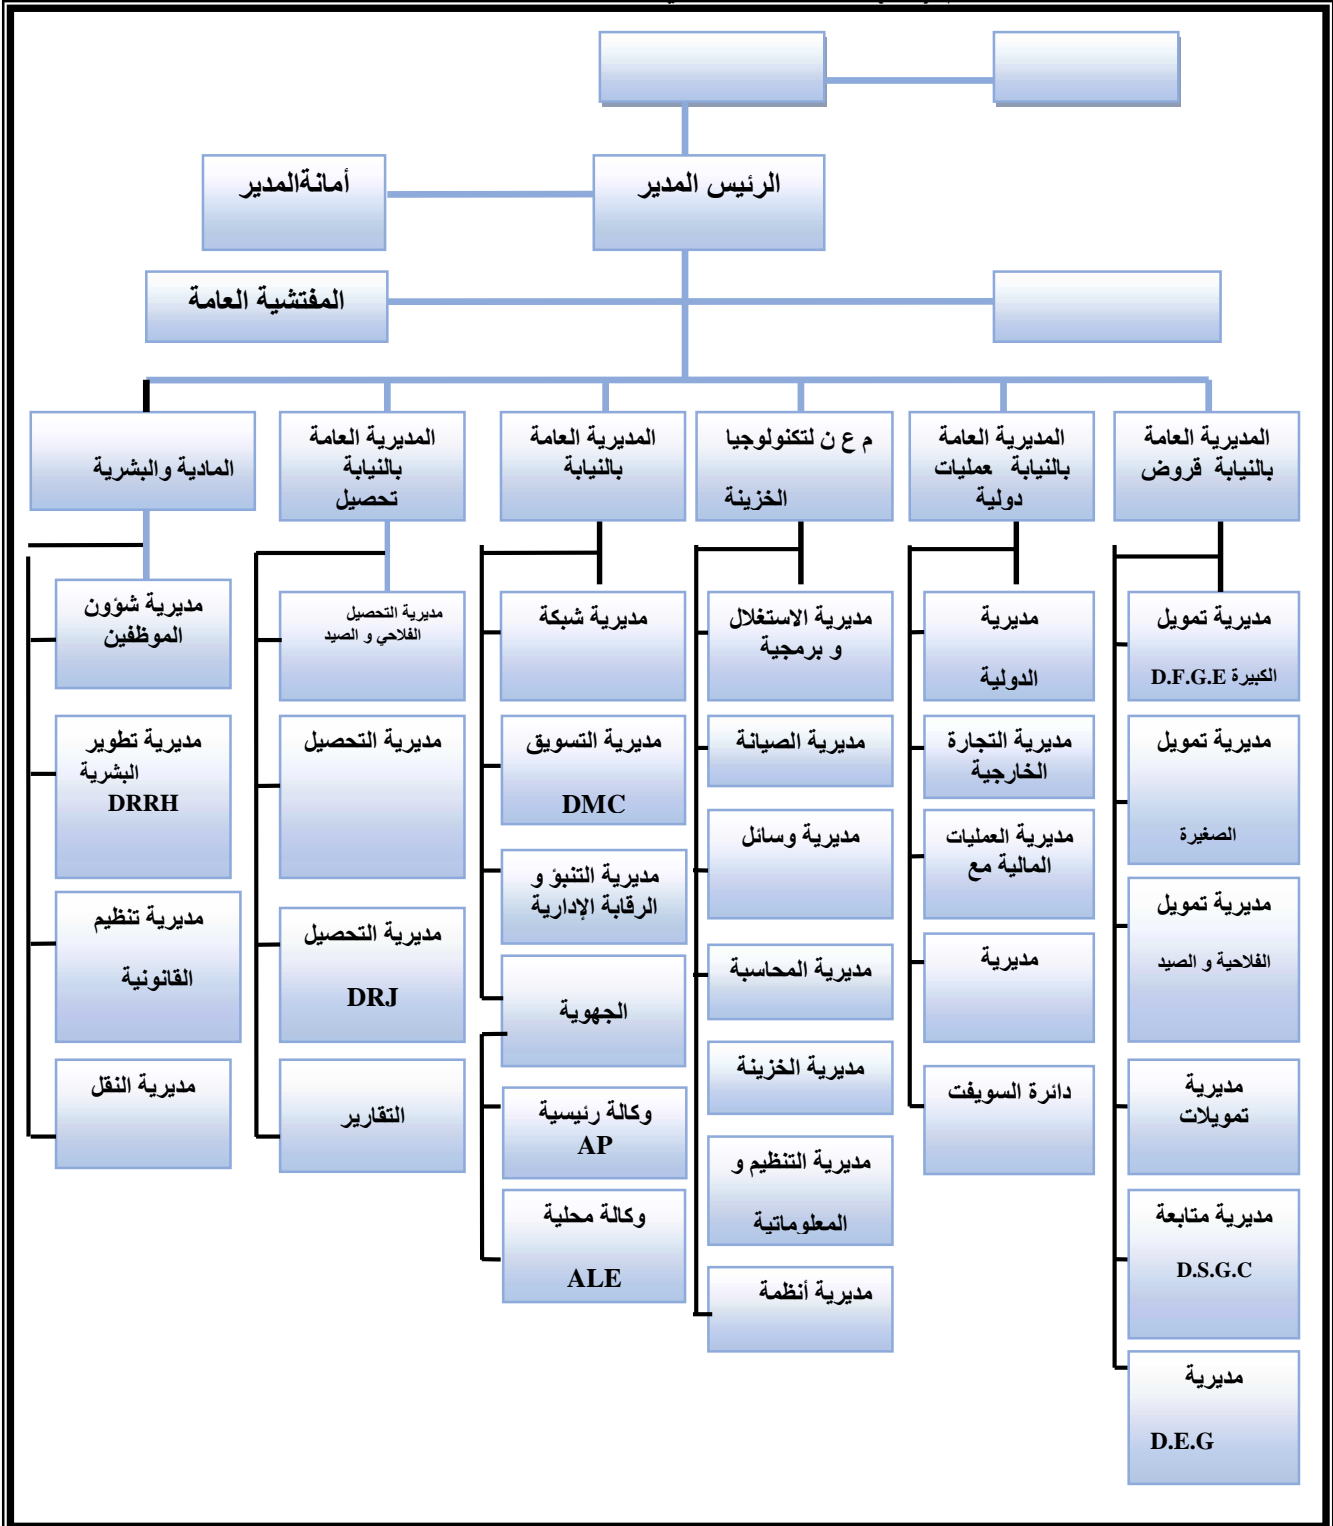 الرئيس المدير
أمانةالمدير
المفتشية العامة
المديرية العامة
بالنيابة قروض
المديرية العامة
بالنيابة عمليات
دولية
م ع ن لتكنولوجيا
الخزينة
المديرية العامة
بالنيابة
المديرية العامة
بالنيابة
تحصيل
المادية والبشرية
مديرية تمويل
الكبيرة D.F.G.E
مديرية تمويل
الصغيرة
مديرية تمويل
الفلاحية و الصيد
مديرية
تمويلات
مديرية متابعة
D.S.G.C
مديرية
D.E.G
مديرية
الدولية
مديرية التجارة
الخارجية
مديرية العمليات
المالية مع
مديرية
دائرة السويفت
مديرية الاستغلال
و برمجية
مديرية الصيانة
مديرية وسائل
مديرية المحاسبة
مديرية الخزينة
مديرية التنظيم و
المعلوماتية
مديرية أنظمة
مديرية شبكة
مديرية التسويق
DMC
مديرية التنبؤ و
الرقابة الإدارية
الجهوية
وكالة رئيسية
AP
وكالة محلية
ALE
مديرية التحصيل
الفلاحي و الصيد
مديرية التحصيل
مديرية التحصيل
DRJ
التقارير
مديرية شؤون
الموظفين
مديرية تطوير
البشرية
DRRH
مديرية تنظيم
القانونية
مديرية النقل